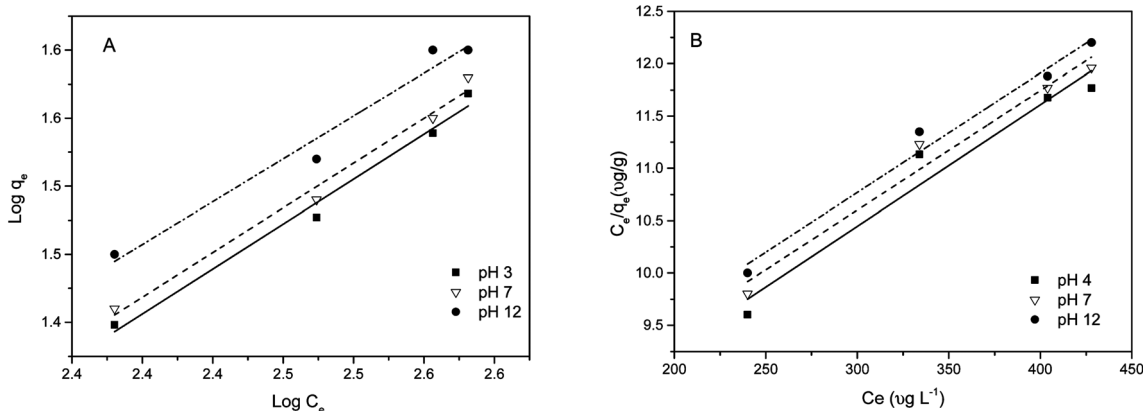 A
1.6
1.6
1.5
1.4
Log qe
pH 3
pH 7
pH 12
2.4 2.4 2.4 2.5 2.5 2.6 2.6
Log Ce
B
12.5
12.0
11.5
11.0
10.5
10.0
9.5
Ce/qe(υg/g)
pH 4
pH 7
pH 12
200 250 300 350 400 450
Ce (υg L-1)